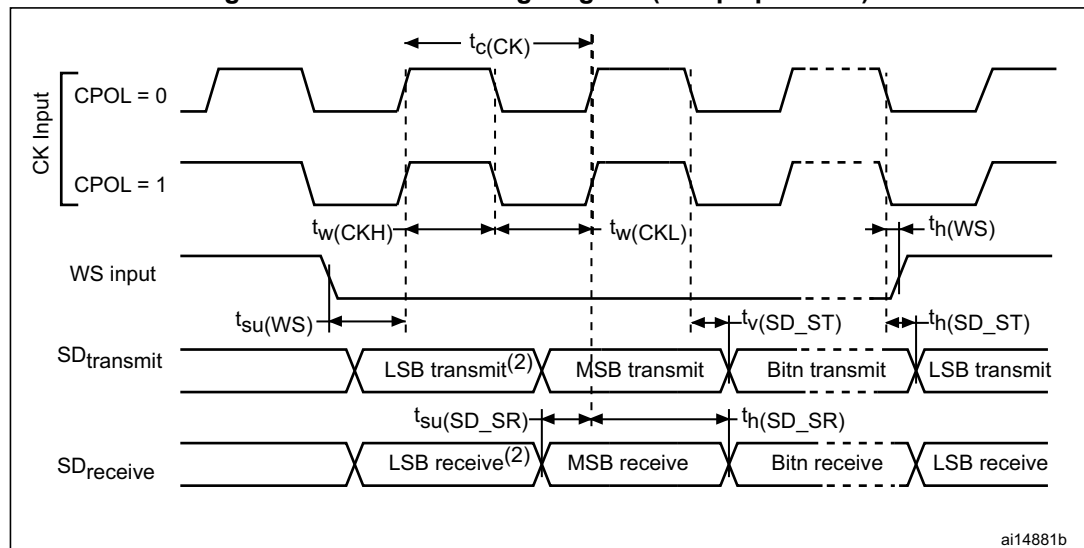 tc(CK)
CK Input
CPOL = 0
CPOL = 1
tw(CKH)
tw(CKL)
th(WS)
WS input
tsu(WS)
tv(SD_ST)
th(SD_ST)
SDtransmit
LSB transmit(2)
MSB transmit
Bitn transmit
LSB transmit
tsu(SD_SR)
th(SD_SR)
SDreceive
LSB receive(2)
MSB receive
Bitn receive
LSB receive
ai14881b